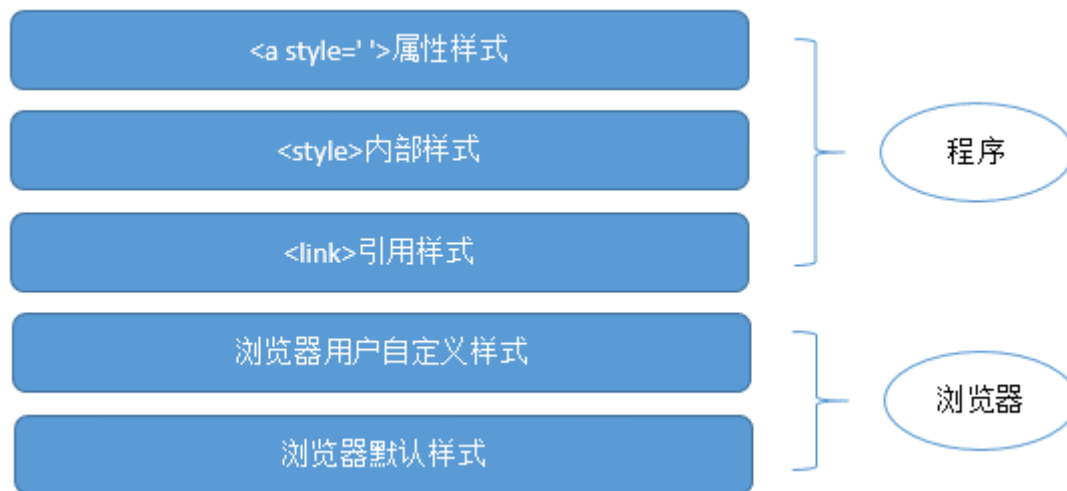 <a style=' '>属性样式
<style>内部样式
程序
<link>引用样式
浏览器用户自定义样式
浏览器
浏览器默认样式